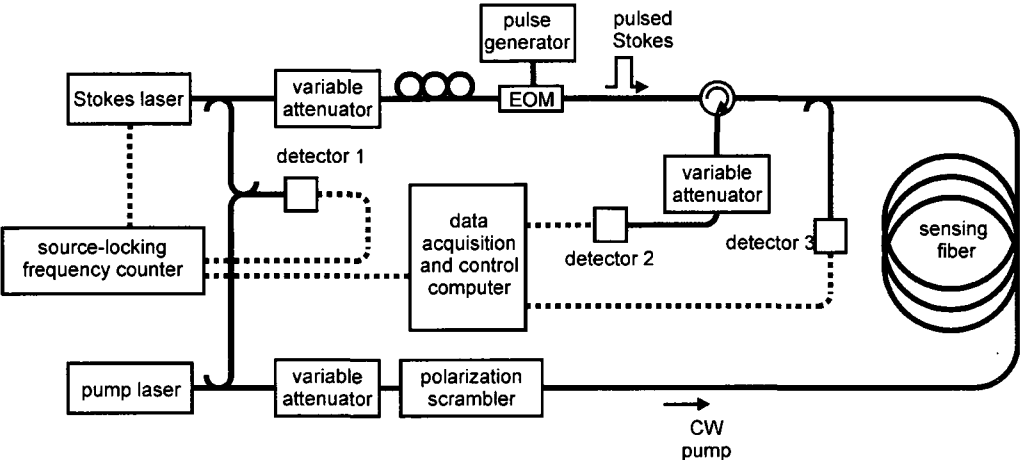 pulse
generator
pulsed
Stokes
Stokes laser
variable
attenuator
EOM
detector 1
variable
attenuator
source-locking
frequency counter
data
acquisition
and control
computer
detector 2
detector 3
sensing
fiber
pump laser
variable
attenuator
polarization
scrambler
CW
pump